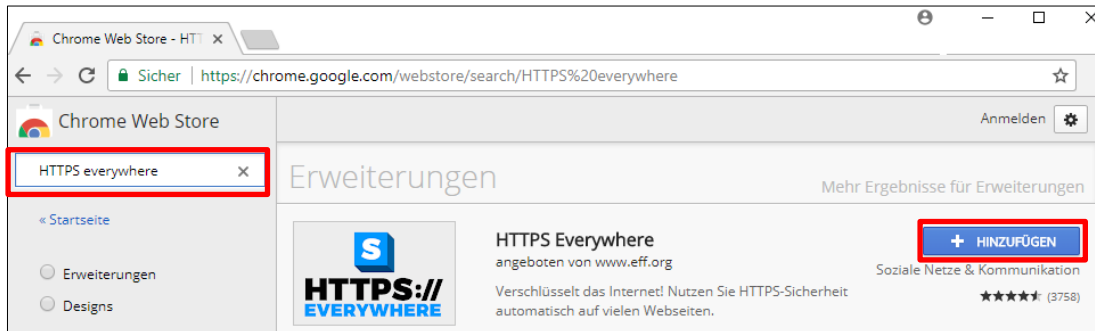 Chrome Web Store - HTT
Sicher | https://chrome.google.com/webstore/search/HTTPS%20everywhere
Chrome Web Store
Anmelden
HTTPS everywhere
Erweiterungen
Mehr Ergebnisse für Erweiterungen
« Startseite
Erweiterungen
Designs
S
HTTPS://
EVERYWHERE
HTTPS Everywhere
angeboten von www.eff.org
Verschlüsselt das Internet! Nutzen Sie HTTPS-Sicherheit
automatisch auf vielen Webseiten.
+ HINZUFÜGEN
Soziale Netze & Kommunikation
(3758)